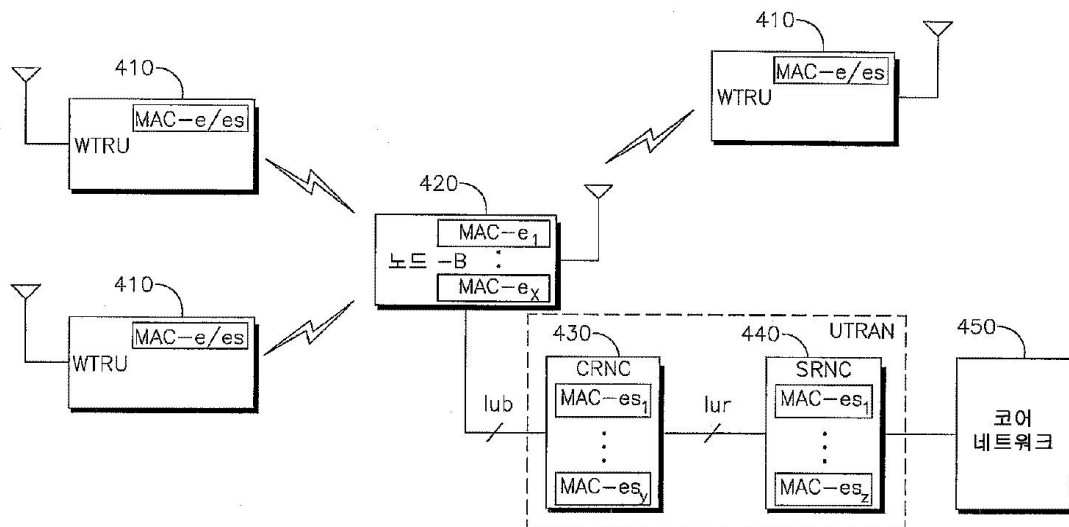 410
MAC-e/es
WTRU
410
MAC-e/es
WTRU
420
MAC-e1
노드 -B
MAC-ex
410
MAC-e/es
WTRU
UTRAN
430
CRNC
MAC-es1
MAC-esy
440
SRNC
MAC-es1
MAC-esz
450
Iub
Iur
코어
네트워크